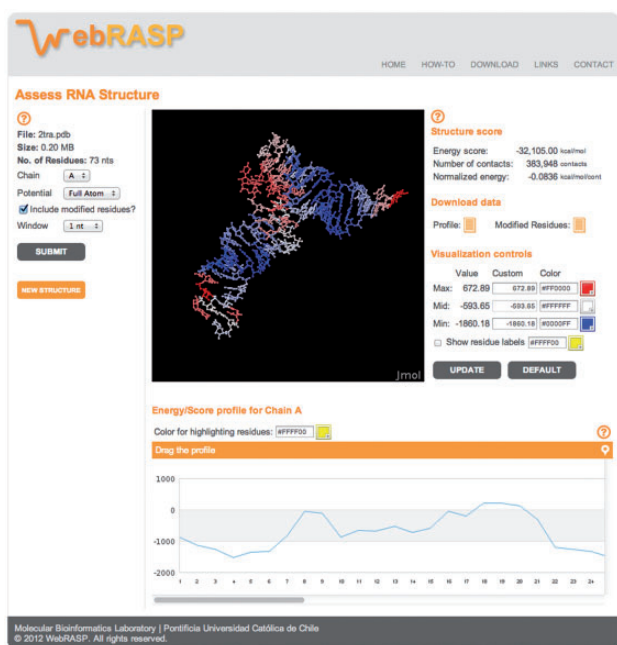 WebRASP
HOME HOW-TO DOWNLOAD LINKS CONTACT
Assess RNA Structure
?
File: 2tra.pdb
Size: 0.20 MB
No. of Residues: 73 nts
Chain A
Potential Full Atom
Include modified residues?
Window 1 nt
SUBMIT
NEW STRUCTURE
Jmol
?
Structure score
Energy score: -32,105.00 kcal/mol
Number of contacts: 383,948 contacts
Normalized energy: -0.0836 kcal/mol/cont
Download data
Profile: Modified Residues:
Visualization controls
Value Custom Color
Max: 672.89 672.89 #FF0000
Mid: -593.65 -593.65 #FFFFFF
Min: -1860.18 -1860.18 #0000FF
Show residue labels #FFFF00
UPDATE DEFAULT
Energy/Score profile for Chain A
Color for highlighting residues: #FFFF00
?
Drag the profile
1000
0
-1000
-2000
1 2 3 4 5 6 7 8 9 10 11 12 13 14 15 16 17 18 19 20 21 22 23 24
Molecular Bioinformatics Laboratory | Pontificia Universidad Católica de Chile
© 2012 WebRASP. All rights reserved.